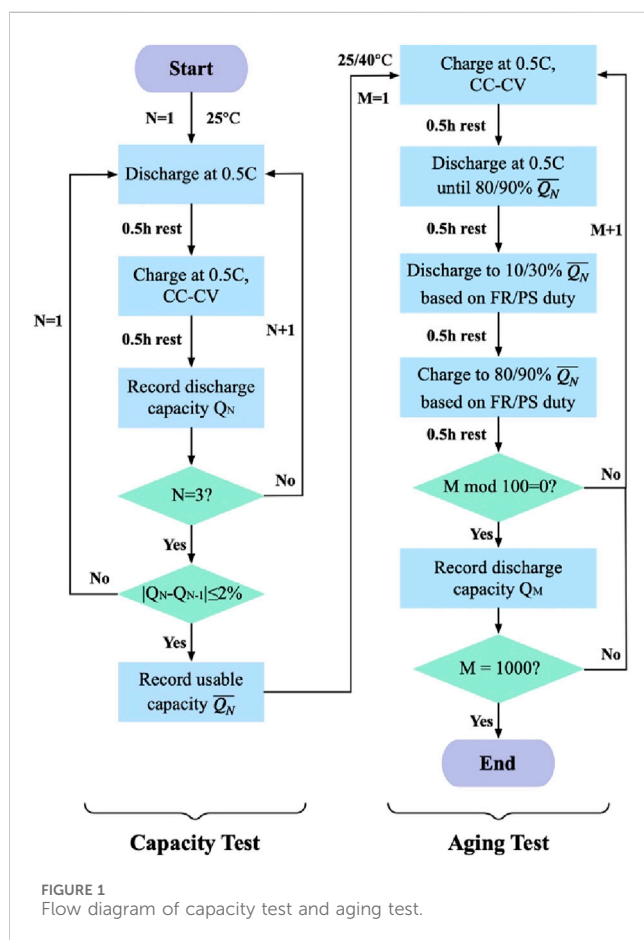 Start
N=1
25°C
Discharge at 0.5C
0.5h rest
Charge at 0.5C,
CC-CV
N=1
N+1
0.5h rest
Record discharge
capacity QN
N=3?
No
Yes
No
|QN-QN-1|≤2%
Yes
Record usable
capacity Q̅N̅
Capacity Test
25/40°C
M=1
Charge at 0.5C,
CC-CV
0.5h rest
Discharge at 0.5C
until 80/90% Q̅N̅
M+1
0.5h rest
Discharge to 10/30% Q̅N̅
based on FR/PS duty
0.5h rest
Charge to 80/90% Q̅N̅
based on FR/PS duty
0.5h rest
M mod 100=0?
No
Yes
Record discharge
capacity QM
M = 1000?
No
Yes
End
Aging Test
FIGURE 1
Flow diagram of capacity test and aging test.